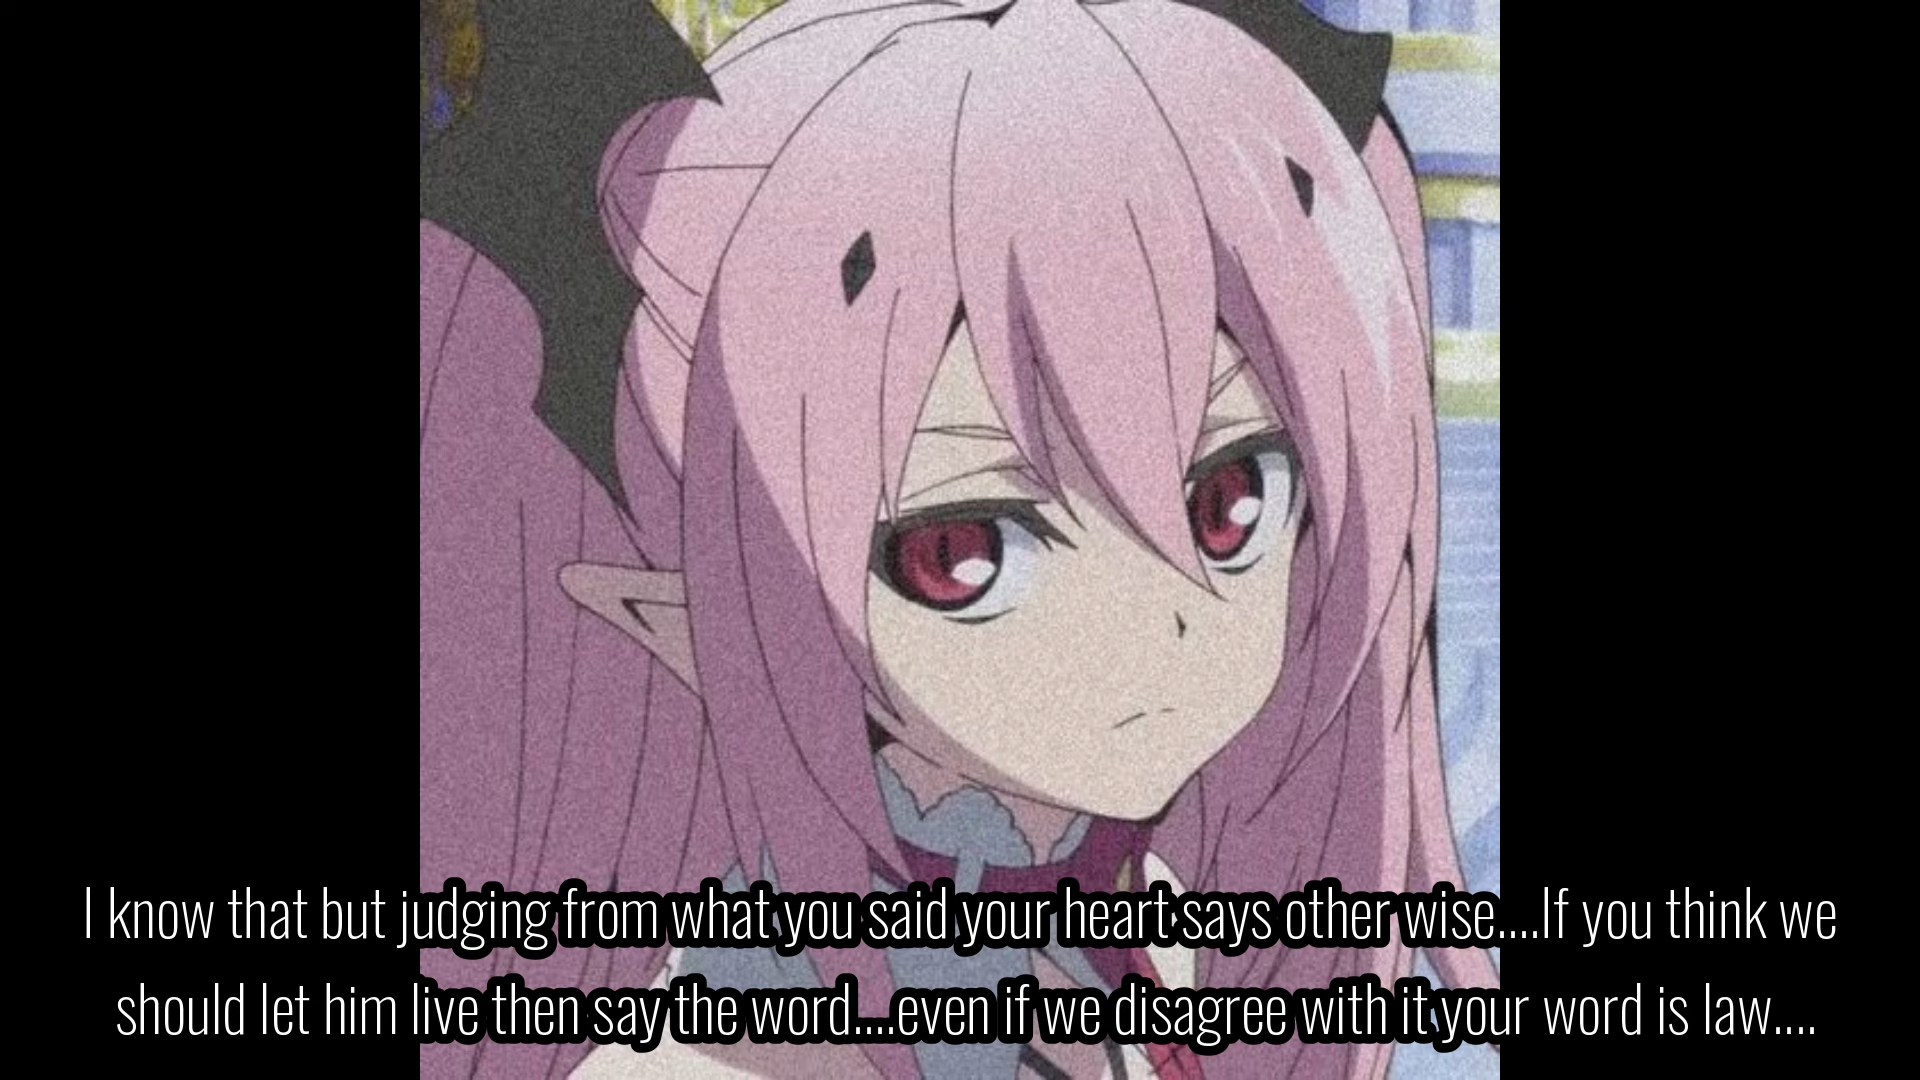 I know that but judging from what you said your heart says other wise....If you think we
should let him live then say the word....even if we disagree with it your word is law....